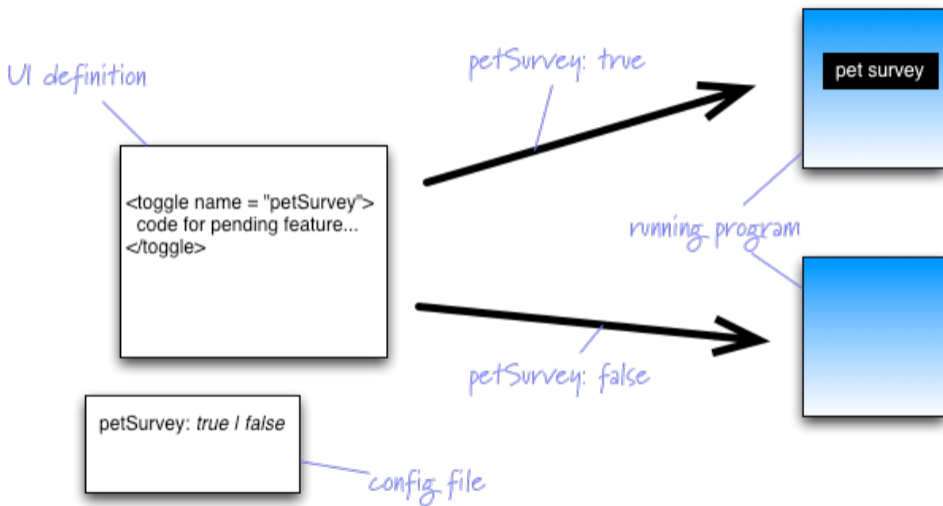 UI definition
petSurvey: true
pet survey
<toggle name = "petSurvey">
code for pending feature...
</toggle>
running program
petSurvey: false
petSurvey: true | false
config file